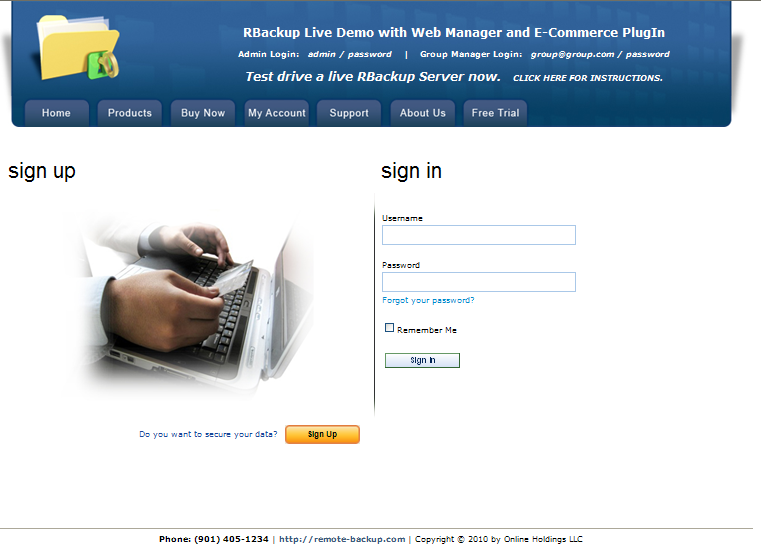 RBackup Live Demo with Web Manager and E-Commerce PlugIn
Admin Login: admin / password | Group Manager Login: group@group.com / password
Test drive a live RBackup Server now. CLICK HERE FOR INSTRUCTIONS.
Home Products Buy Now My Account Support About Us Free Trial
sign up
sign in
Username
Password
Forgot your password?
Remember Me
Sign In
Do you want to secure your data? Sign Up
Phone: (901) 405-1234 | http://remote-backup.com | Copyright © 2010 by Online Holdings LLC